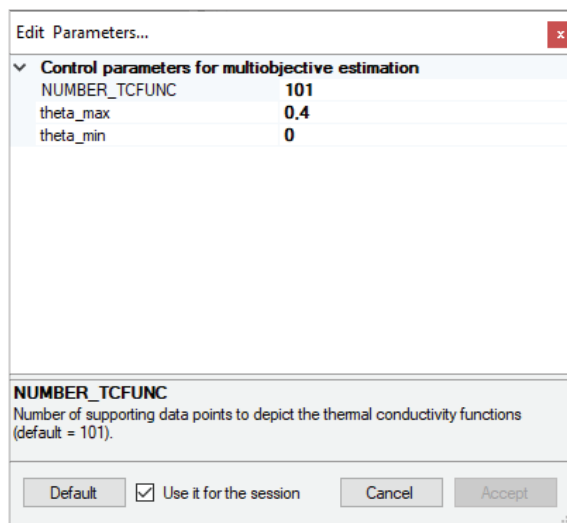 Edit Parameters...
x
Control parameters for multiobjective estimation
NUMBER_TCFUNC 101
theta_max 0,4
theta_min 0
NUMBER_TCFUNC
Number of supporting data points to depict the thermal conductivity functions
(default = 101).
Default Use it for the session Cancel Accept